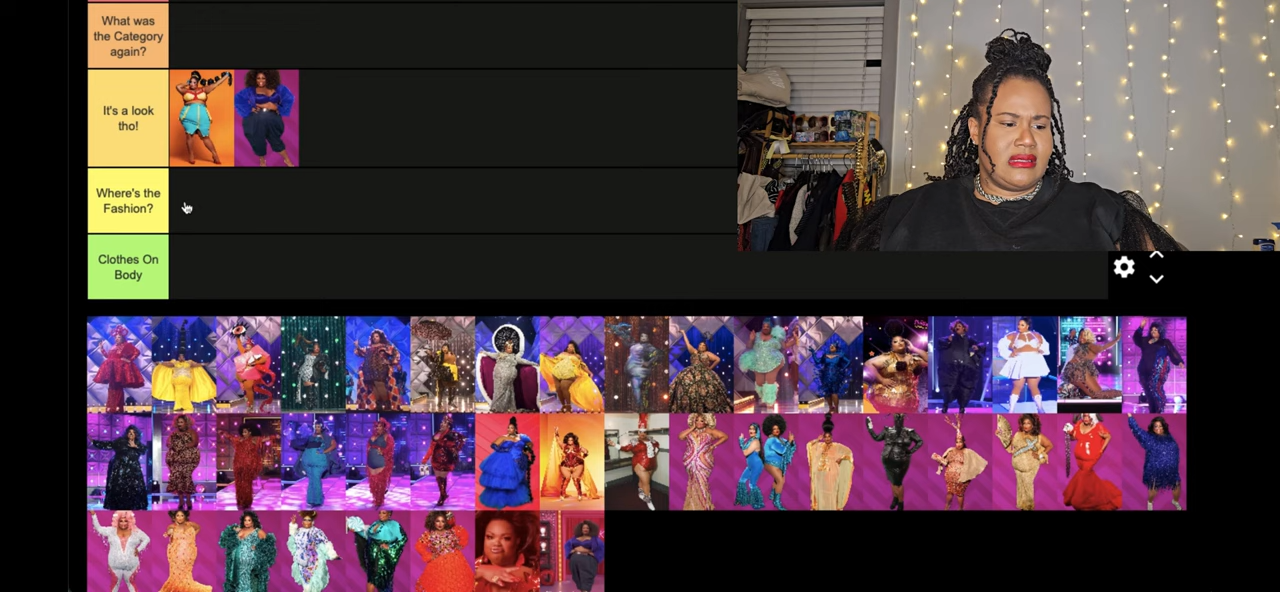 What was
the Category
again?
It's a look
tho!
Where's the
Fashion?
Clothes On
Body